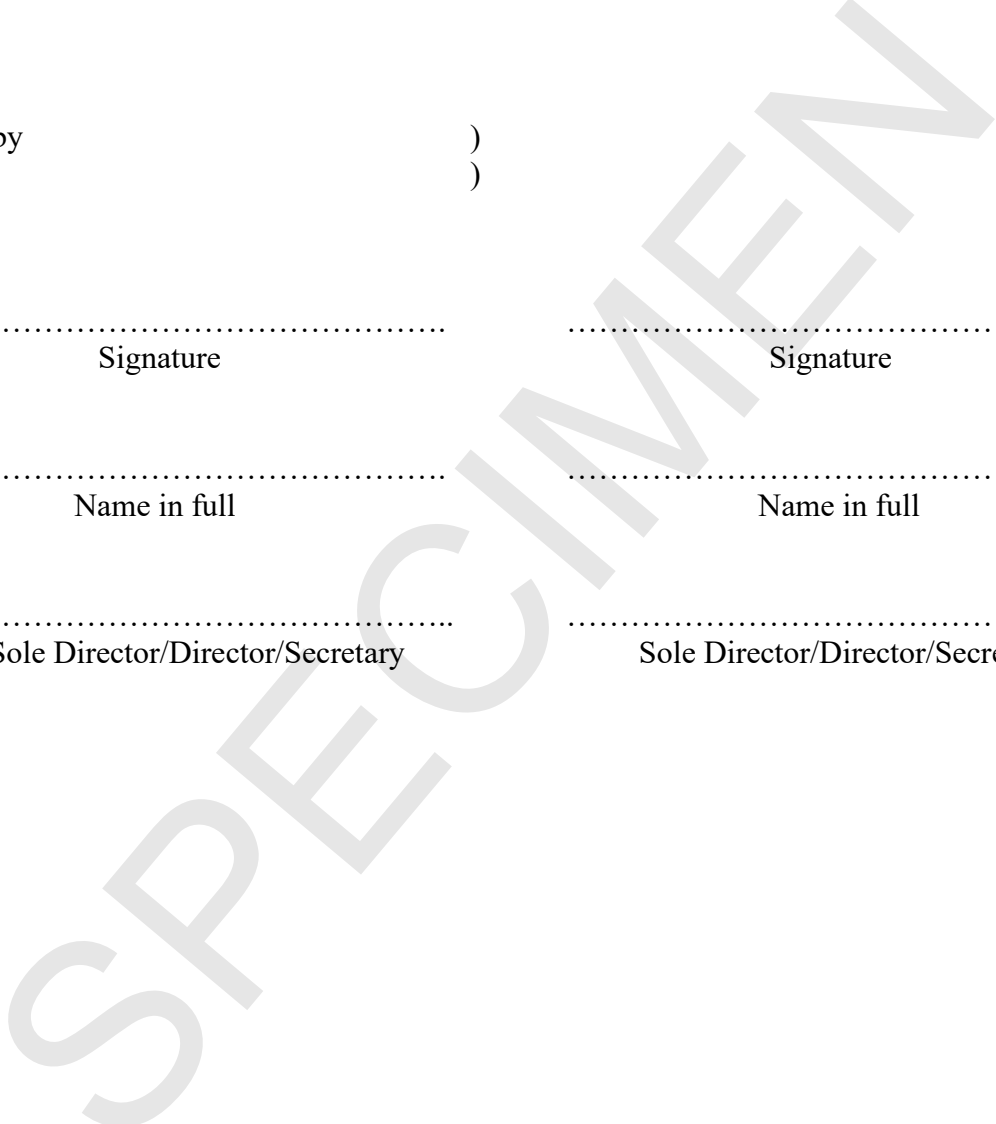 by )
)
…………………………………….  ……………………………………
Signature Signature
…………………………………….  ……………………………………
Name in full Name in full
……………………………………..  ……………………………………
Sole Director/Director/Secretary Sole Director/Director/Secre
SPECIMEN